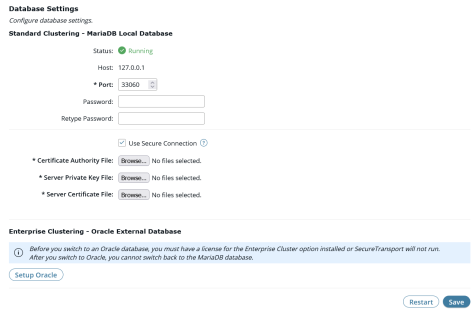 Database Settings
Configure database settings.
Standard Clustering - MariaDB Local Database
Status: Running
Host: 127.0.0.1
* Port: 33060
Password:
Retype Password:
Use Secure Connection ?
* Certificate Authority File: Browse... No files selected.
* Server Private Key File: Browse... No files selected.
* Server Certificate File: Browse... No files selected.
Enterprise Clustering - Oracle External Database
Before you switch to an Oracle database, you must have a license for the Enterprise Cluster option installed or SecureTransport will not run.
After you switch to Oracle, you cannot switch back to the MariaDB database.
Setup Oracle
Restart Save